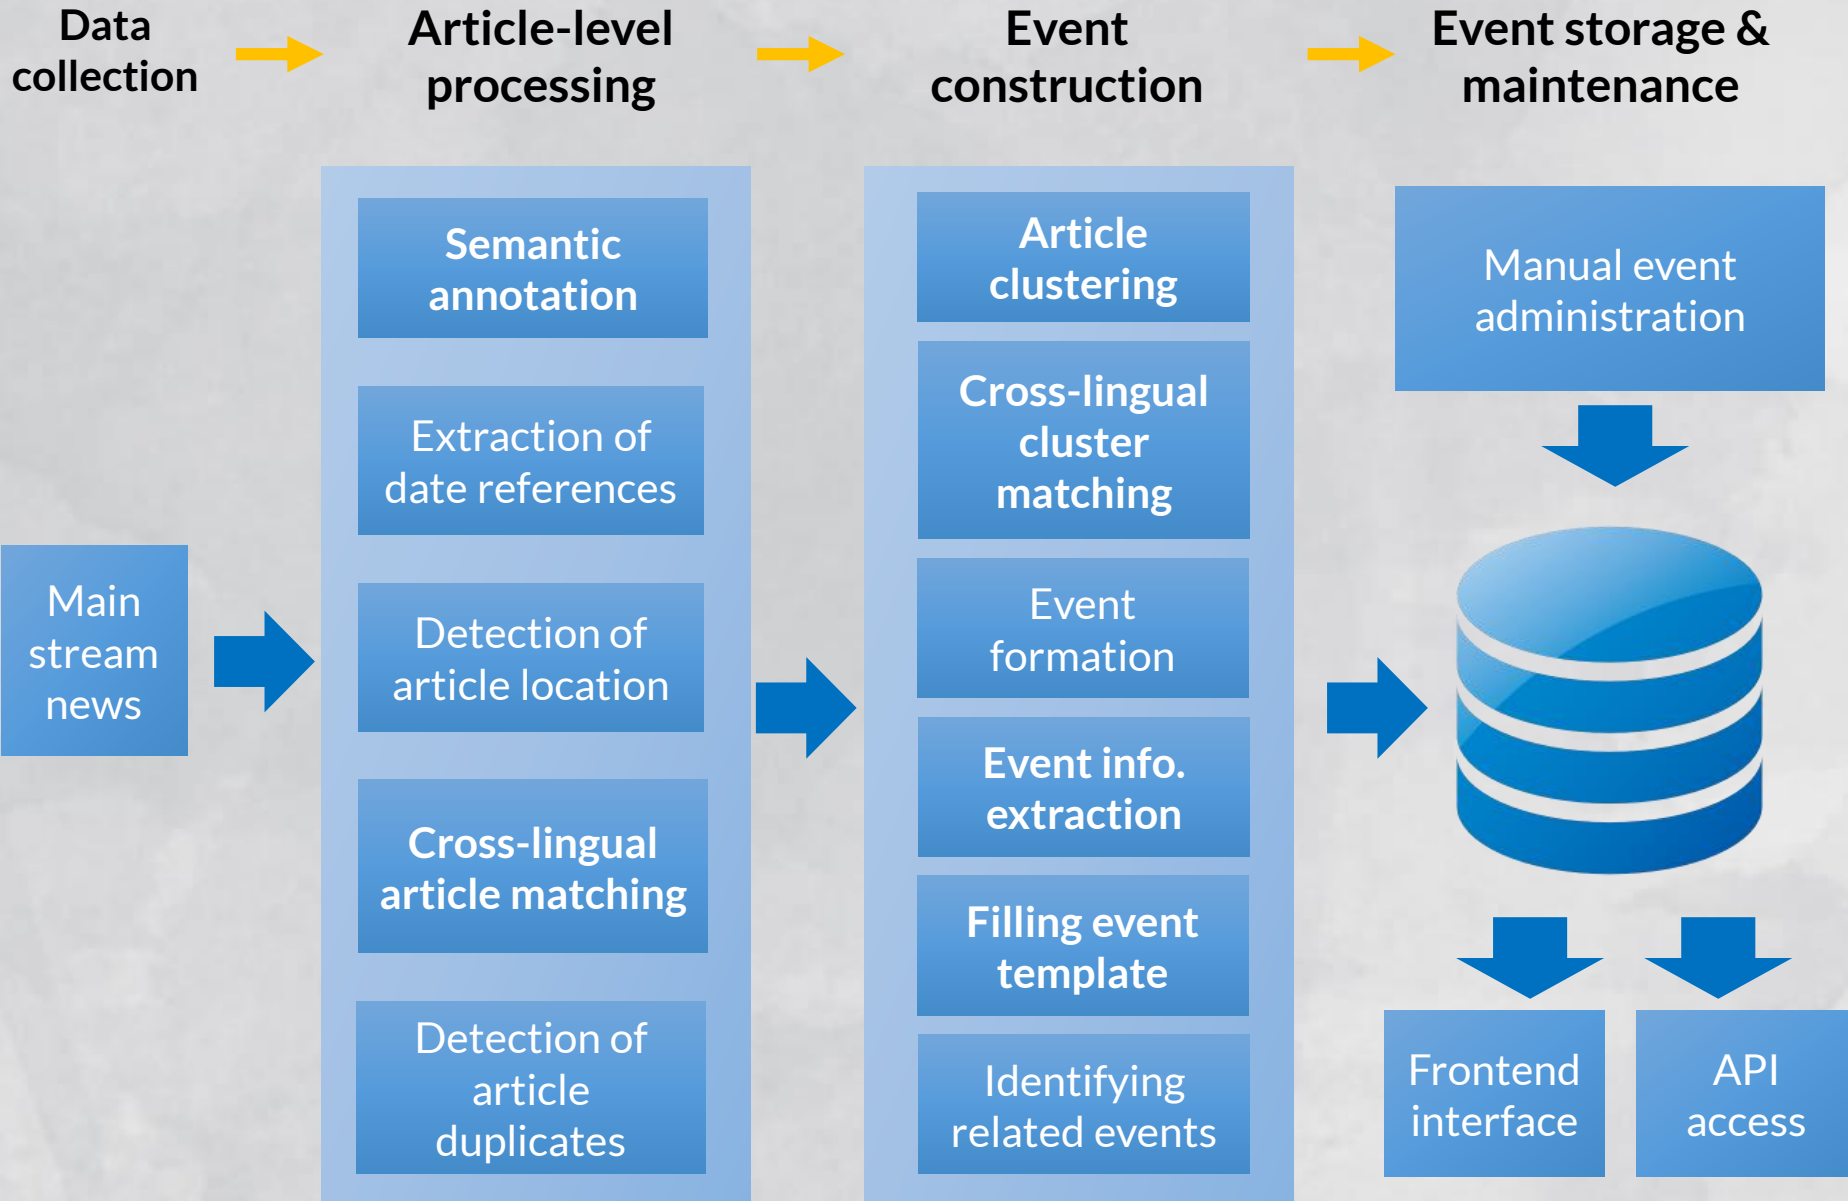 Data
collection
Article-level
processing
Event
construction
Event storage &
maintenance
Main
stream
news
Semantic
annotation
Extraction of
date references
Detection of
article location
Cross-lingual
article matching
Detection of
article
duplicates
Article
clustering
Cross-lingual
cluster
matching
Event
formation
Event info.
extraction
Filling event
template
Identifying
related events
Manual event
administration
Frontend
interface
API
access